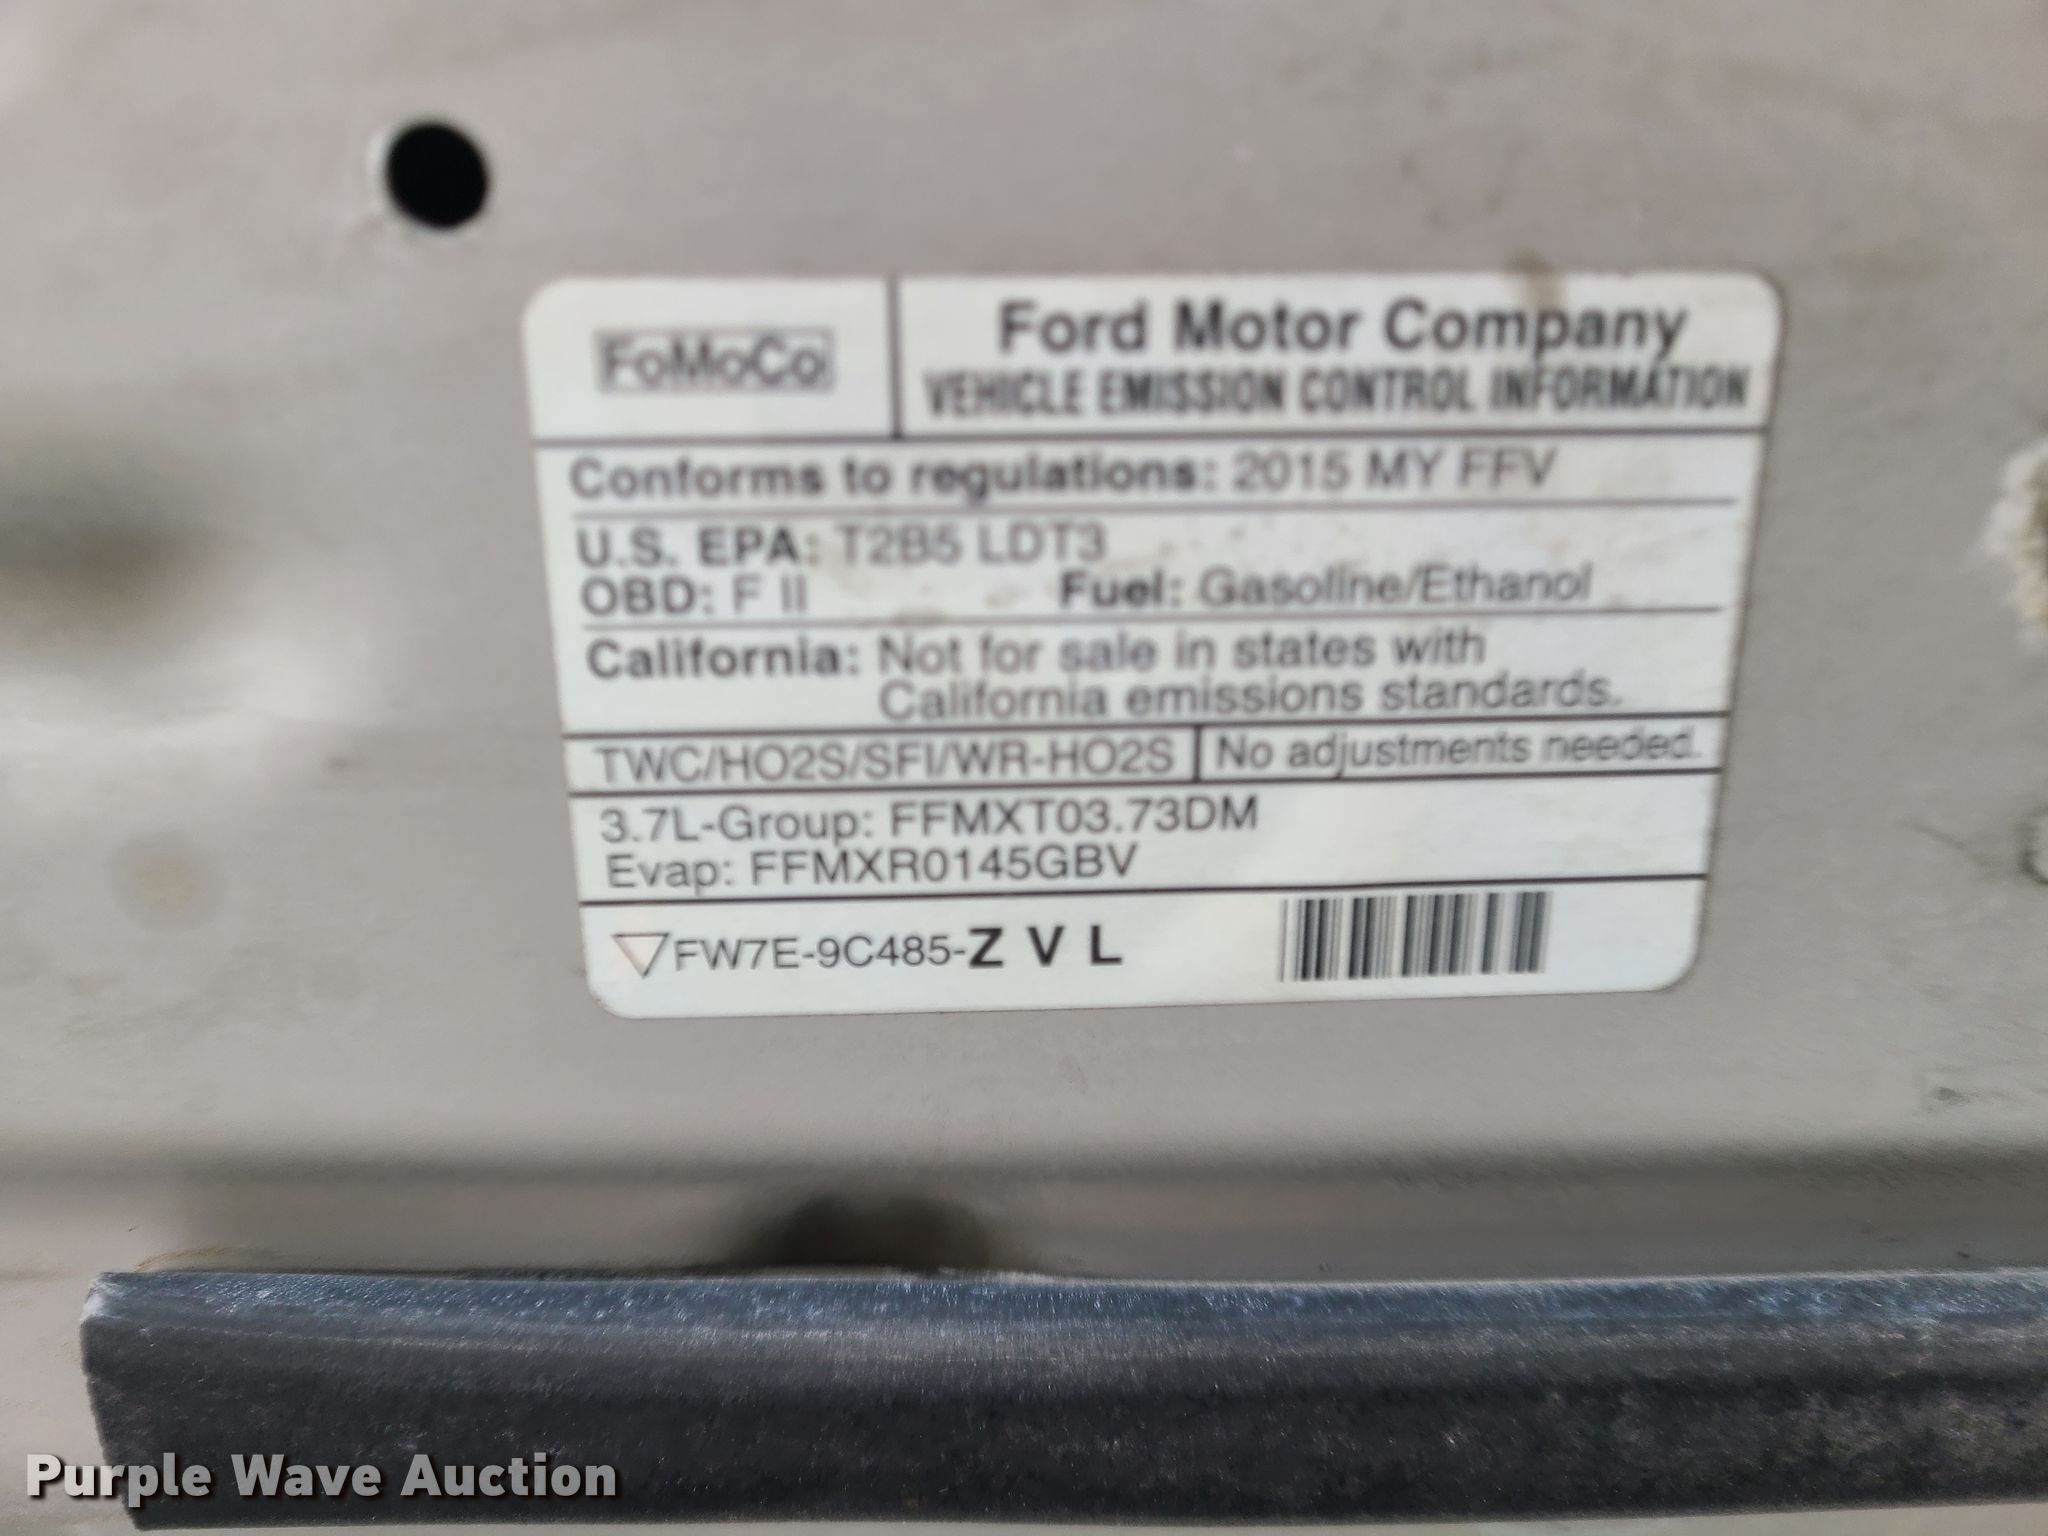 FoMoCo
Ford Motor Company
VEHICLE EMISSION CONTROL INFORMATION
Conforms to regulations: 2015 MY FFV
U.S. EPA: T2B5 LDT3
OBD: F II Fuel: Gasoline/Ethanol
California: Not for sale in states with
California emissions standards.
TWC/HO2S/SFI/WR-HO2S No adjustments needed.
3.7L-Group: FFMXT03.73DM
Evap: FFMXR0145GBV
FW7E-9C485-Z V L
Purple Wave Auction